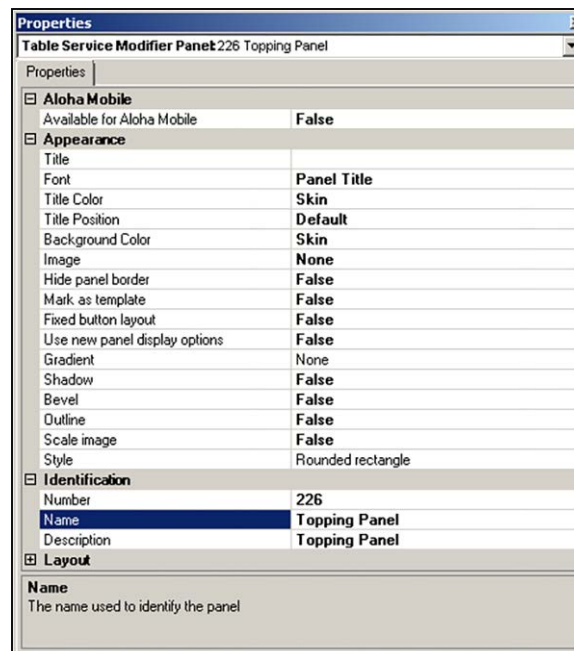 Properties
Table Service Modifier Panel: 226 Topping Panel
Properties
Aloha Mobile
Available for Aloha Mobile False
Appearance
Title
Font Panel Title
Title Color Skin
Title Position Default
Background Color Skin
Image None
Hide panel border False
Mark as template False
Fixed button layout False
Use new panel display options False
Gradient None
Shadow False
Bevel False
Outline False
Scale image False
Style Rounded rectangle
Identification
Number 226
Name Topping Panel
Description Topping Panel
Layout
Name
The name used to identify the panel